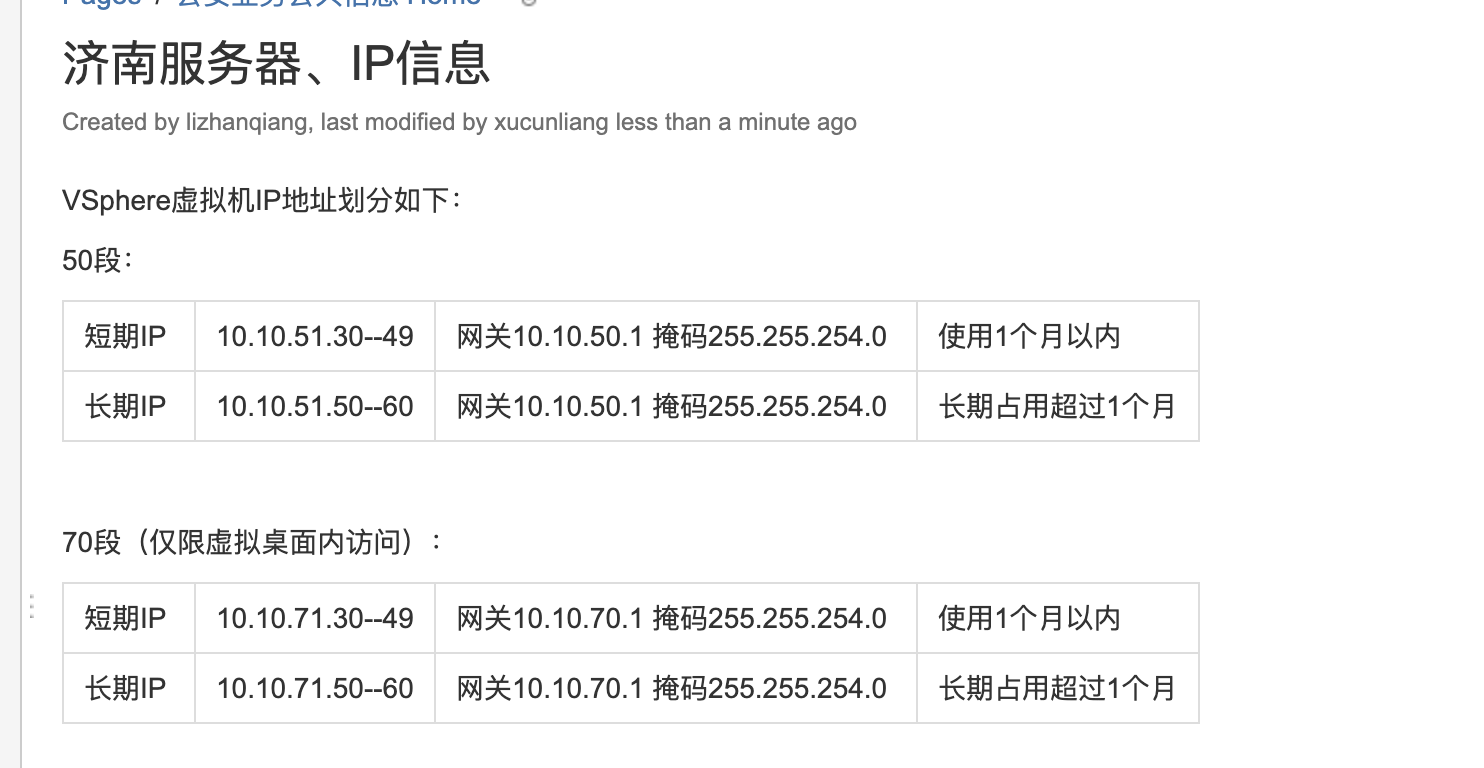 济南服务器、IP信息
Created by lizhanqiang, last modified by xucunliang less than a minute ago
VSphere虚拟机IP地址划分如下：
50段：
短期IP 10.10.51.30--49 网关10.10.50.1 掩码255.255.254.0 使用1个月以内
长期IP 10.10.51.50--60 网关10.10.50.1 掩码255.255.254.0 长期占用超过1个月
70段（仅限虚拟桌面内访问）：
短期IP 10.10.71.30--49 网关10.10.70.1 掩码255.255.254.0 使用1个月以内
长期IP 10.10.71.50--60 网关10.10.70.1 掩码255.255.254.0 长期占用超过1个月